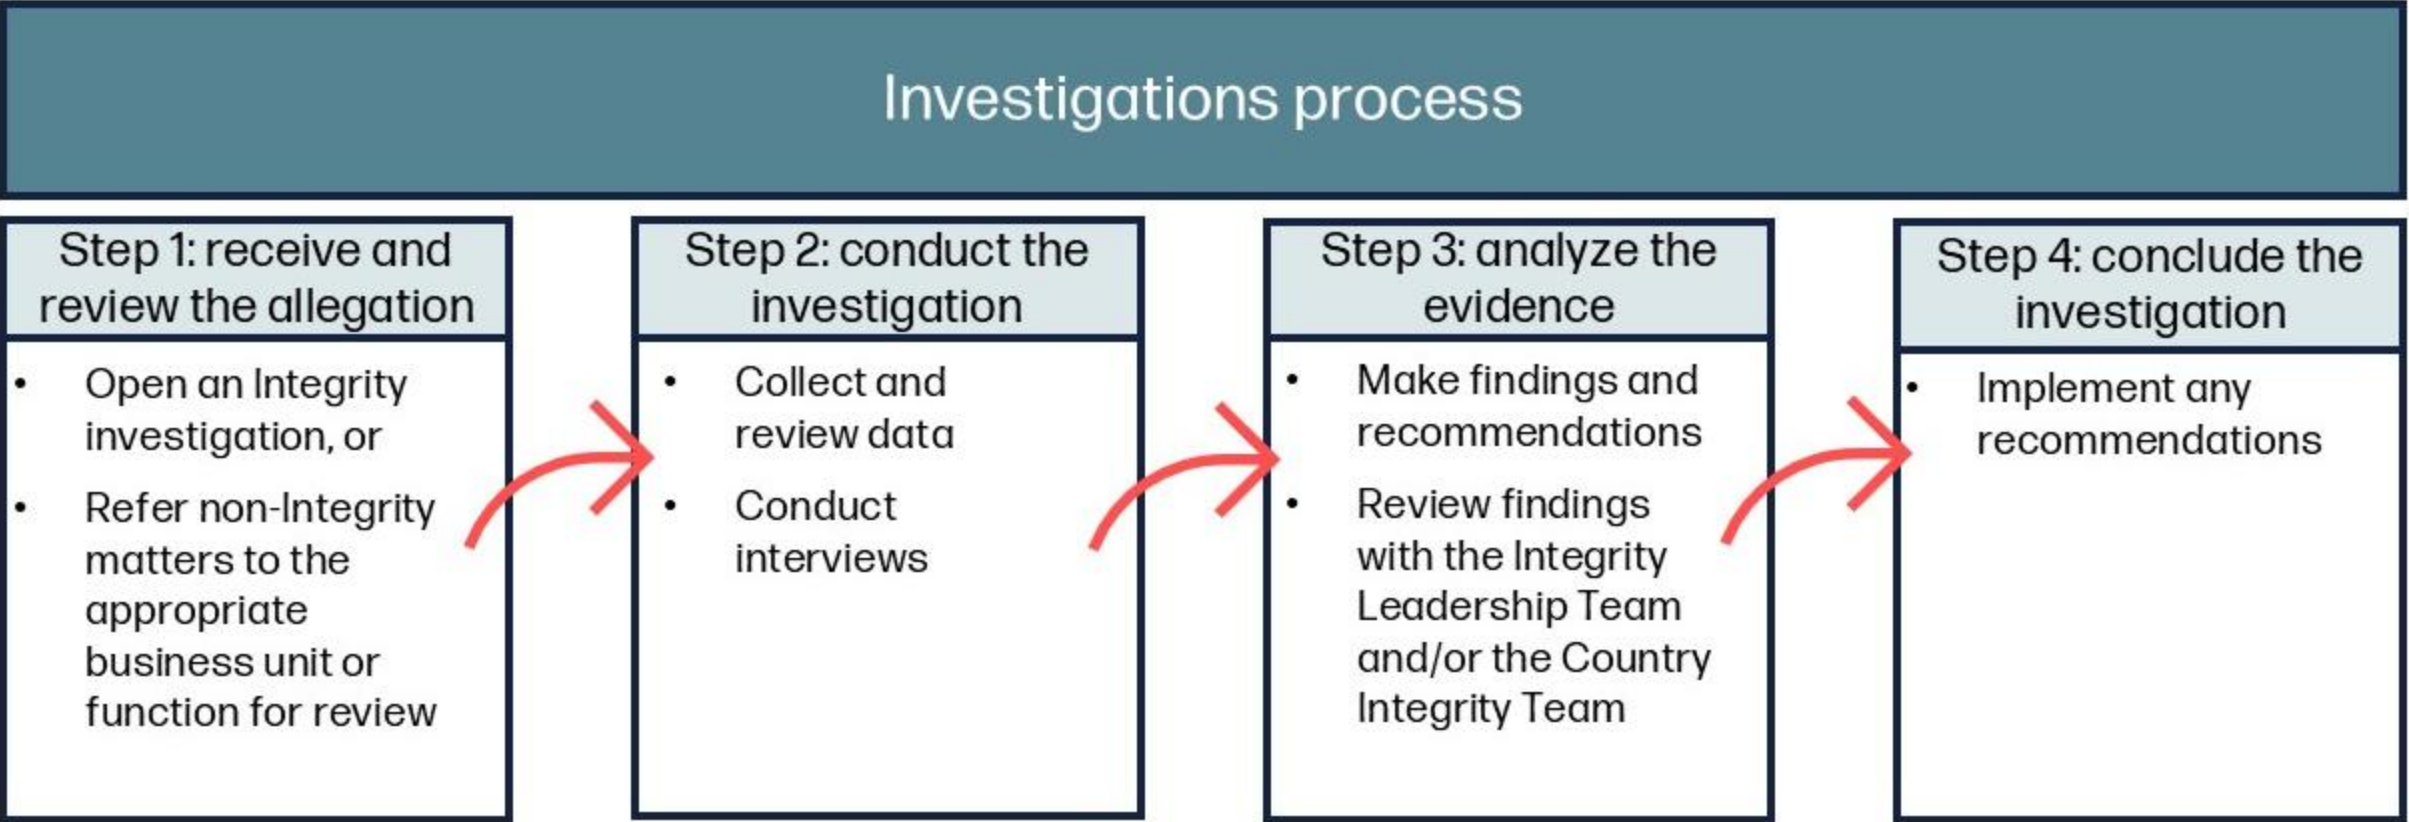 Investigations process
Step 1: receive and
review the allegation
• Open an Integrity
investigation, or
• Refer non-Integrity
matters to the
appropriate
business unit or
function for review
Step 2: conduct the
investigation
• Collect and
review data
• Conduct
interviews
Step 3: analyze the
evidence
• Make findings and
recommendations
• Review findings
with the Integrity
Leadership Team
and/or the Country
Integrity Team
Step 4: conclude the
investigation
• Implement any
recommendations